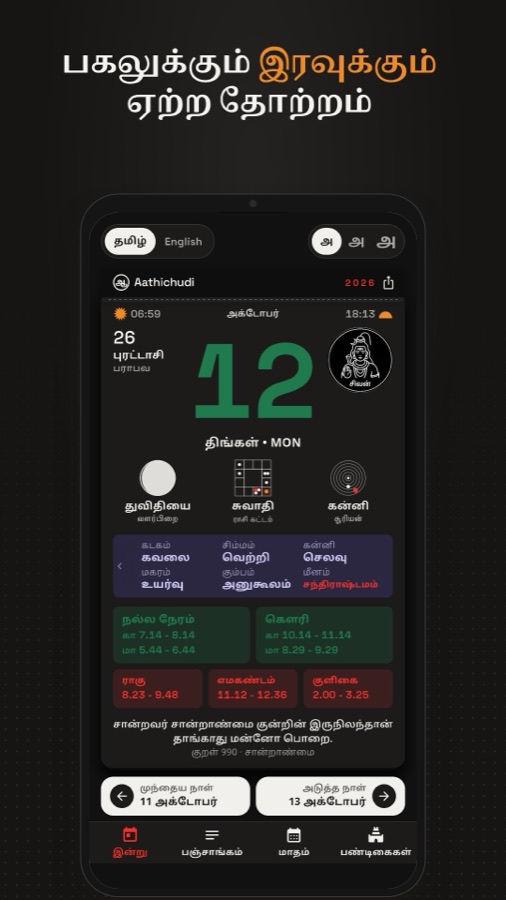 பகலுக்கும் இரவுக்கும்
ஏற்ற தோற்றம்
தமிழ் English அ அ அ
ஆ Aathichudi 2026
06:59 அக்டோபர் 18:13
26
புரட்டாசி
பராபவ
12
சிவன்
திங்கள் • MON
துவிதியை சுவாதி கன்னி
வளர்பிறை ராசி கட்டம் சூரியன்
கடகம் சிம்மம் கன்னி
கவலை வெற்றி செலவு
மகரம் கும்பம் மீனம்
உயர்வு அனுகூலம் சந்திராஷ்டமம்
நல்ல நேரம் கௌரி
கா 7.14 - 8.14 கா 10.14 - 11.14
மா 5.44 - 6.44 மா 8.29 - 9.29
ராகு எமகண்டம் குளிகை
8.23 - 9.48 11.12 - 12.36 2.00 - 3.25
சான்றவர் சான்றாண்மை குன்றின் இருநிலந்தான்
தாங்காது மன்னோ பொறை.
குறள் 990 · சான்றாண்மை
முந்தைய நாள் அடுத்த நாள்
11 அக்டோபர் 13 அக்டோபர்
இன்று பஞ்சாங்கம் மாதம் பண்டிகைகள்